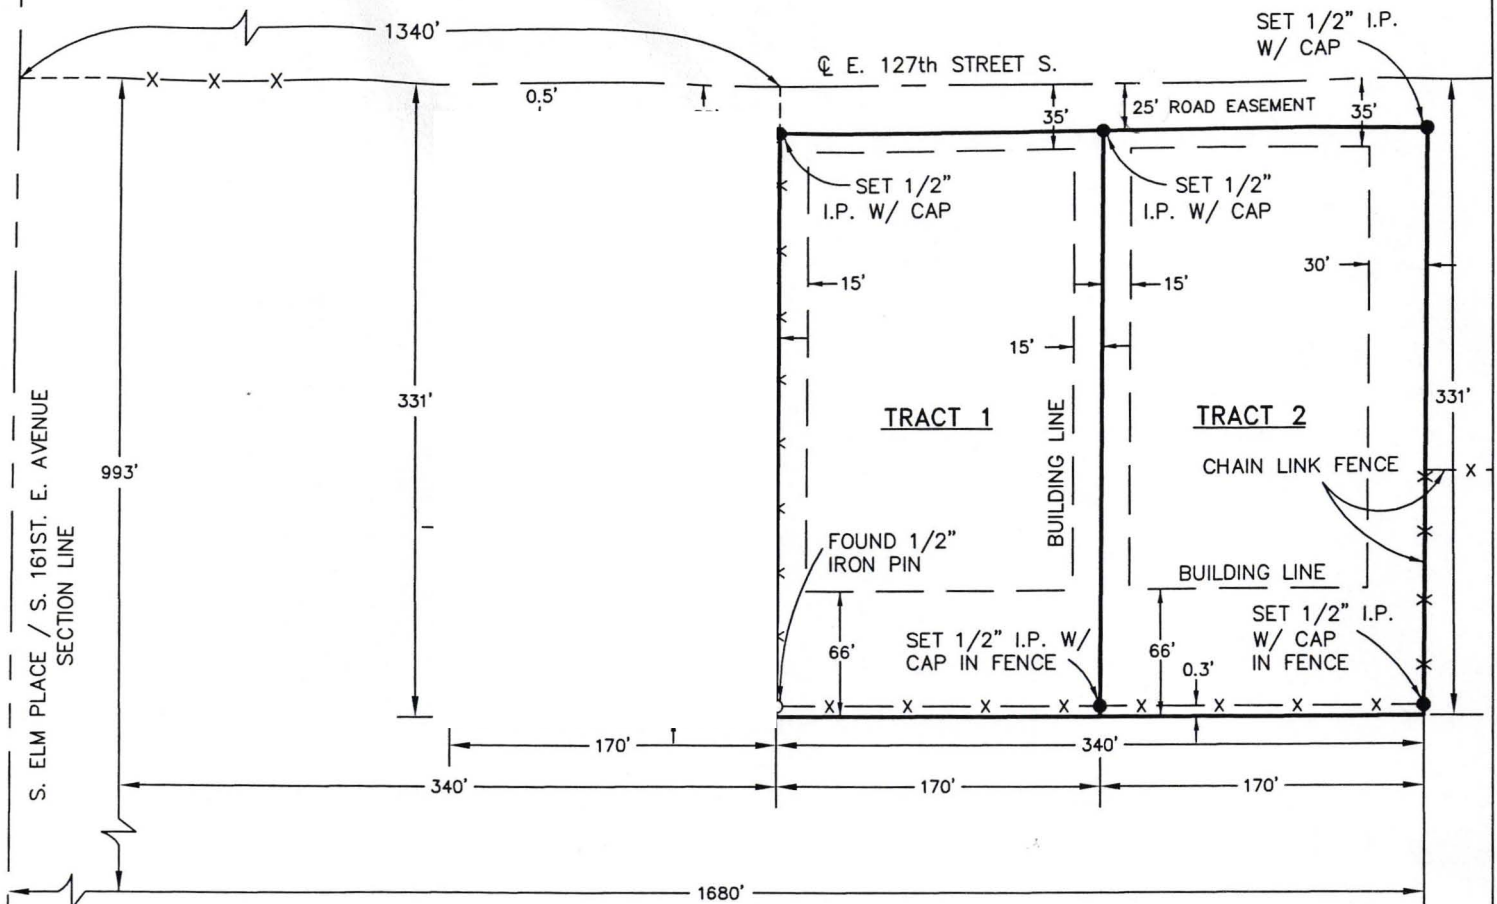 1340'
SET 1/2" I.P.
W/ CAP
℄ E. 127th STREET S.
0.5'
35'
25' ROAD EASEMENT
35'
SET 1/2"
I.P. W/ CAP
SET 1/2"
I.P. W/ CAP
15'
15'
30'
15'
331'
331'
TRACT 1
TRACT 2
BUILDING LINE
CHAIN LINK FENCE
993'
S. ELM PLACE / S. 161ST. E. AVENUE
SECTION LINE
FOUND 1/2"
IRON PIN
BUILDING LINE
66'
SET 1/2" I.P. W/
CAP IN FENCE
66'
0.3'
SET 1/2" I.P.
W/ CAP
IN FENCE
170'
340'
340'
170'
170'
1680'